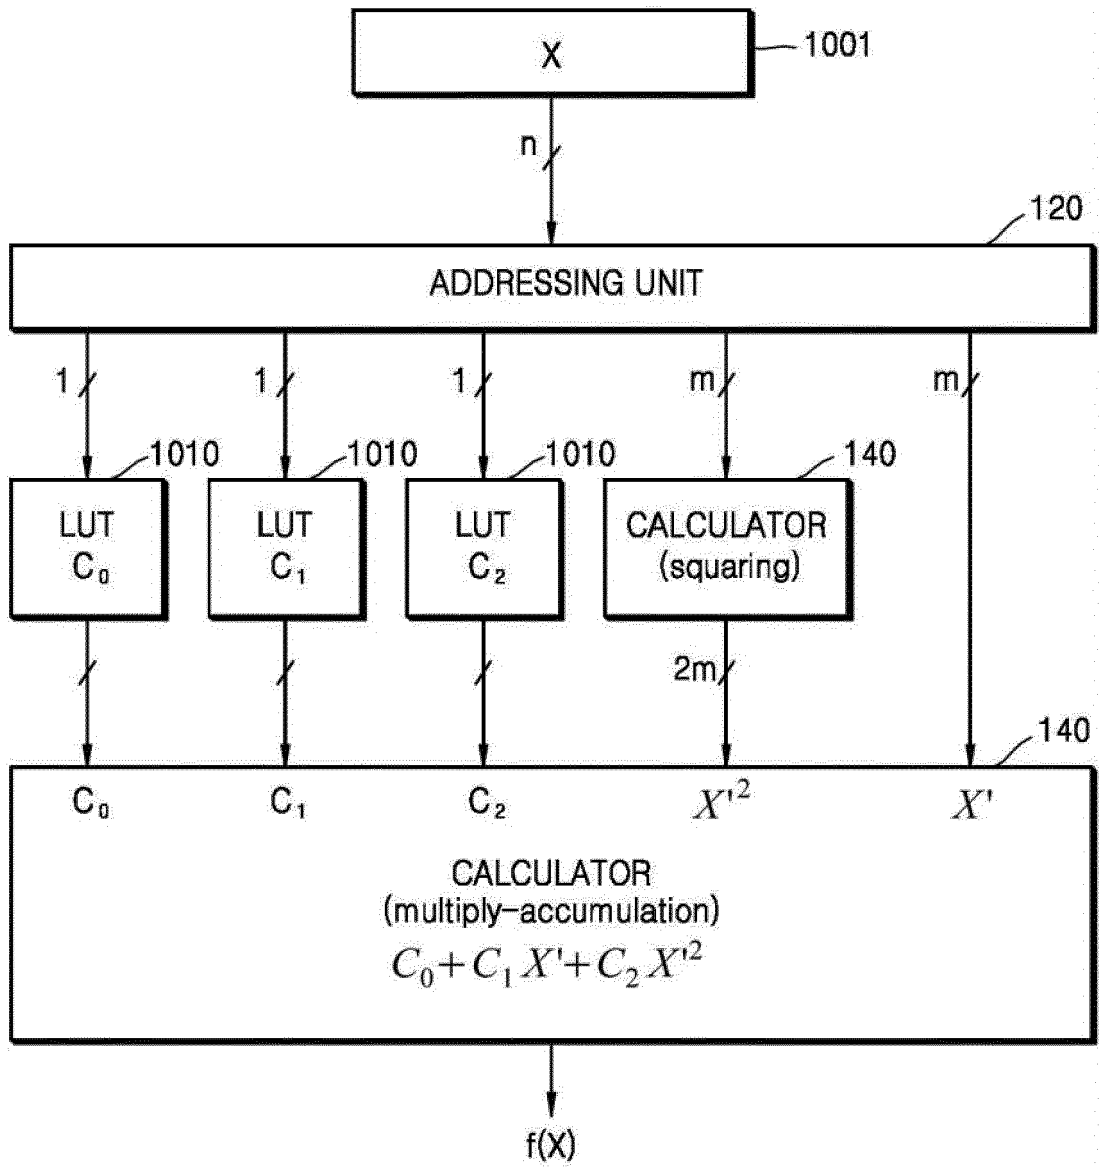 X
1001
n
120
ADDRESSING UNIT
1 1 1 m m
1010 1010 1010 140
LUT C₀
LUT C₁
LUT C₂
CALCULATOR
(squaring)
2m
140
C₀ C₁ C₂ X'² X'
CALCULATOR
(multiply-accumulation)
C₀+C₁X'+C₂X'²
f(X)